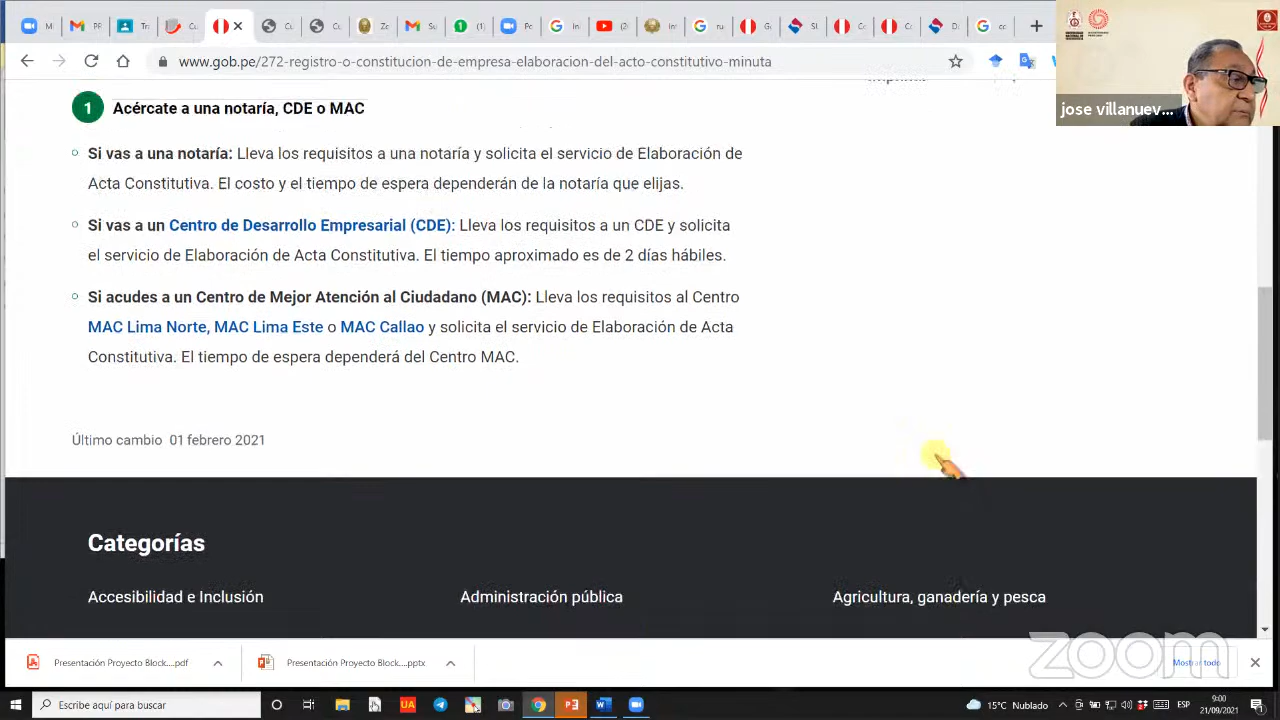 www.gob.pe/272-registro-o-constitucion-de-empresa-elaboracion-del-acto-constitutivo-minuta
jose villanuev...
1 Acércate a una notaría, CDE o MAC
Si vas a una notaría: Lleva los requisitos a una notaría y solicita el servicio de Elaboración de
Acta Constitutiva. El costo y el tiempo de espera dependerán de la notaría que elijas.
Si vas a un Centro de Desarrollo Empresarial (CDE): Lleva los requisitos a un CDE y solicita
el servicio de Elaboración de Acta Constitutiva. El tiempo aproximado es de 2 días hábiles.
Si acudes a un Centro de Mejor Atención al Ciudadano (MAC): Lleva los requisitos al Centro
MAC Lima Norte, MAC Lima Este o MAC Callao y solicita el servicio de Elaboración de Acta
Constitutiva. El tiempo de espera dependerá del Centro MAC.
Último cambio 01 febrero 2021
Categorías
Accesibilidad e Inclusión
Administración pública
Agricultura, ganadería y pesca
zoom
Presentación Proyecto Block....pdf
Presentación Proyecto Block....pptx
Mostrar todo
Escribe aquí para buscar
15°C Nublado
ESP
9:00
21/09/2021